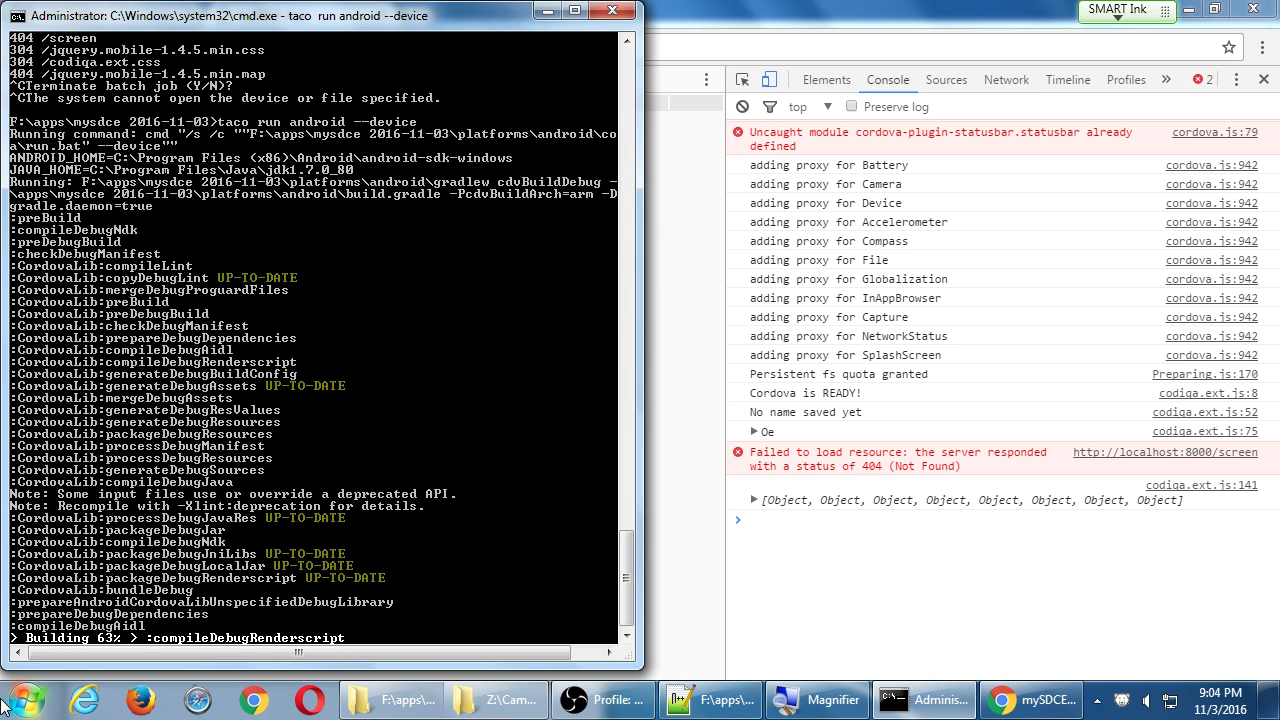 Administrator: C:\Windows\system32\cmd.exe - taco  run android --device
404 /screen
304 /jquery.mobile-1.4.5.min.css
304 /codiqa.ext.css
404 /jquery.mobile-1.4.5.min.map
^CTerminate batch job (Y/N)?
^CThe system cannot open the device or file specified.
F:\apps\mysdce 2016-11-03>taco run android --device
Running command: cmd "/s /c ""F:\apps\mysdce 2016-11-03\platforms\android\co
a\run.bat" --device""
ANDROID_HOME=C:\Program Files (x86)\Android\android-sdk-windows
JAVA_HOME=C:\Program Files\Java\jdk1.7.0_80
Running: F:\apps\mysdce 2016-11-03\platforms\android\gradlew cdvBuildDebug -
\apps\mysdce 2016-11-03\platforms\android\build.gradle -PcdvBuildArch=arm -D
gradle.daemon=true
:preBuild
:compileDebugNdk
:preDebugBuild
:checkDebugManifest
:CordovaLib:compileLint
:CordovaLib:copyDebugLint UP-TO-DATE
:CordovaLib:mergeDebugProguardFiles
:CordovaLib:preBuild
:CordovaLib:preDebugBuild
:CordovaLib:checkDebugManifest
:CordovaLib:prepareDebugDependencies
:CordovaLib:compileDebugAidl
:CordovaLib:compileDebugRenderscript
:CordovaLib:generateDebugBuildConfig
:CordovaLib:generateDebugAssets UP-TO-DATE
:CordovaLib:mergeDebugAssets
:CordovaLib:generateDebugResValues
:CordovaLib:generateDebugResources
:CordovaLib:packageDebugResources
:CordovaLib:processDebugManifest
:CordovaLib:processDebugResources
:CordovaLib:generateDebugSources
:CordovaLib:compileDebugJava
Note: Some input files use or override a deprecated API.
Note: Recompile with -Xlint:deprecation for details.
:CordovaLib:processDebugJavaRes UP-TO-DATE
:CordovaLib:packageDebugJar
:CordovaLib:compileDebugNdk
:CordovaLib:packageDebugJniLibs UP-TO-DATE
:CordovaLib:packageDebugLocalJar UP-TO-DATE
:CordovaLib:packageDebugRenderscript UP-TO-DATE
:CordovaLib:bundleDebug
:prepareAndroidCordovaLibUnspecifiedDebugLibrary
:prepareDebugDependencies
:compileDebugAidl
> Building 63% > :compileDebugRenderscript
SMART Ink
Elements Console Sources Network Timeline Profiles » 2
top Preserve log
Uncaught module cordova-plugin-statusbar.statusbar already cordova.js:79
defined
adding proxy for Battery cordova.js:942
adding proxy for Camera cordova.js:942
adding proxy for Device cordova.js:942
adding proxy for Accelerometer cordova.js:942
adding proxy for Compass cordova.js:942
adding proxy for File cordova.js:942
adding proxy for Globalization cordova.js:942
adding proxy for InAppBrowser cordova.js:942
adding proxy for Capture cordova.js:942
adding proxy for NetworkStatus cordova.js:942
adding proxy for SplashScreen cordova.js:942
Persistent fs quota granted Preparing.js:170
Cordova is READY! codiqa.ext.js:8
No name saved yet codiqa.ext.js:52
Oe codiqa.ext.js:75
Failed to load resource: the server responded http://localhost:8000/screen
with a status of 404 (Not Found)
codiqa.ext.js:141
[Object, Object, Object, Object, Object, Object, Object, Object]
F:\apps\... Z:\Cam... Profile: ... F:\apps\... Magnifier Adminis... mySDCE... 9:04 PM
11/3/2016